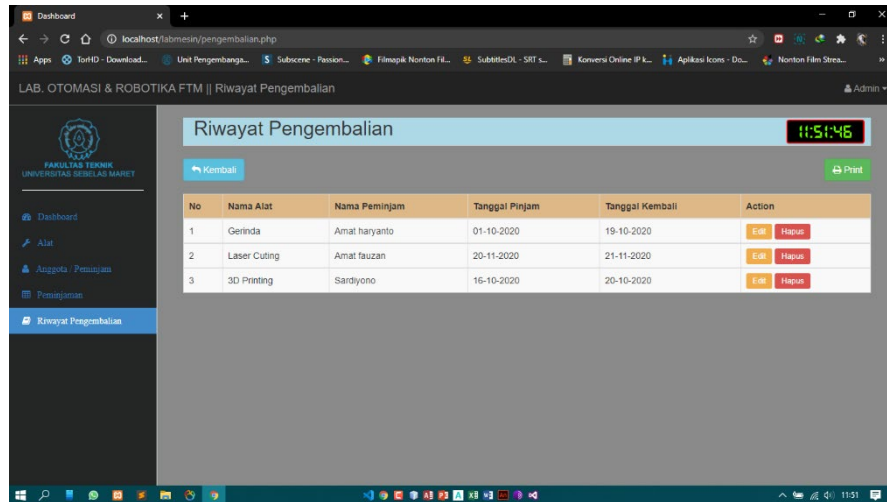 Dashboard
localhost/labmesin/pengembalian.php
Apps TorHD - Download... Unit Pengembanga... Subscene - Passion... Filmapik Nonton Fil... SubtitlesDL - SRT s... Konversi Online IP k... Aplikasi Icons - Do... Nonton Film Strea... »
LAB. OTOMASI & ROBOTIKA FTM || Riwayat Pengembalian Admin
FAKULTAS TEKNIK
UNIVERSITAS SEBELAS MARET
Dashboard
Alat
Anggota / Peminjam
Peminjaman
Riwayat Pengembalian
Riwayat Pengembalian 11:51:46
Kembali Print
No Nama Alat Nama Peminjam Tanggal Pinjam Tanggal Kembali Action
1 Gerinda Amat haryanto 01-10-2020 19-10-2020 Edit Hapus
2 Laser Cuting Amat fauzan 20-11-2020 21-11-2020 Edit Hapus
3 3D Printing Sardiyono 16-10-2020 20-10-2020 Edit Hapus
11:51